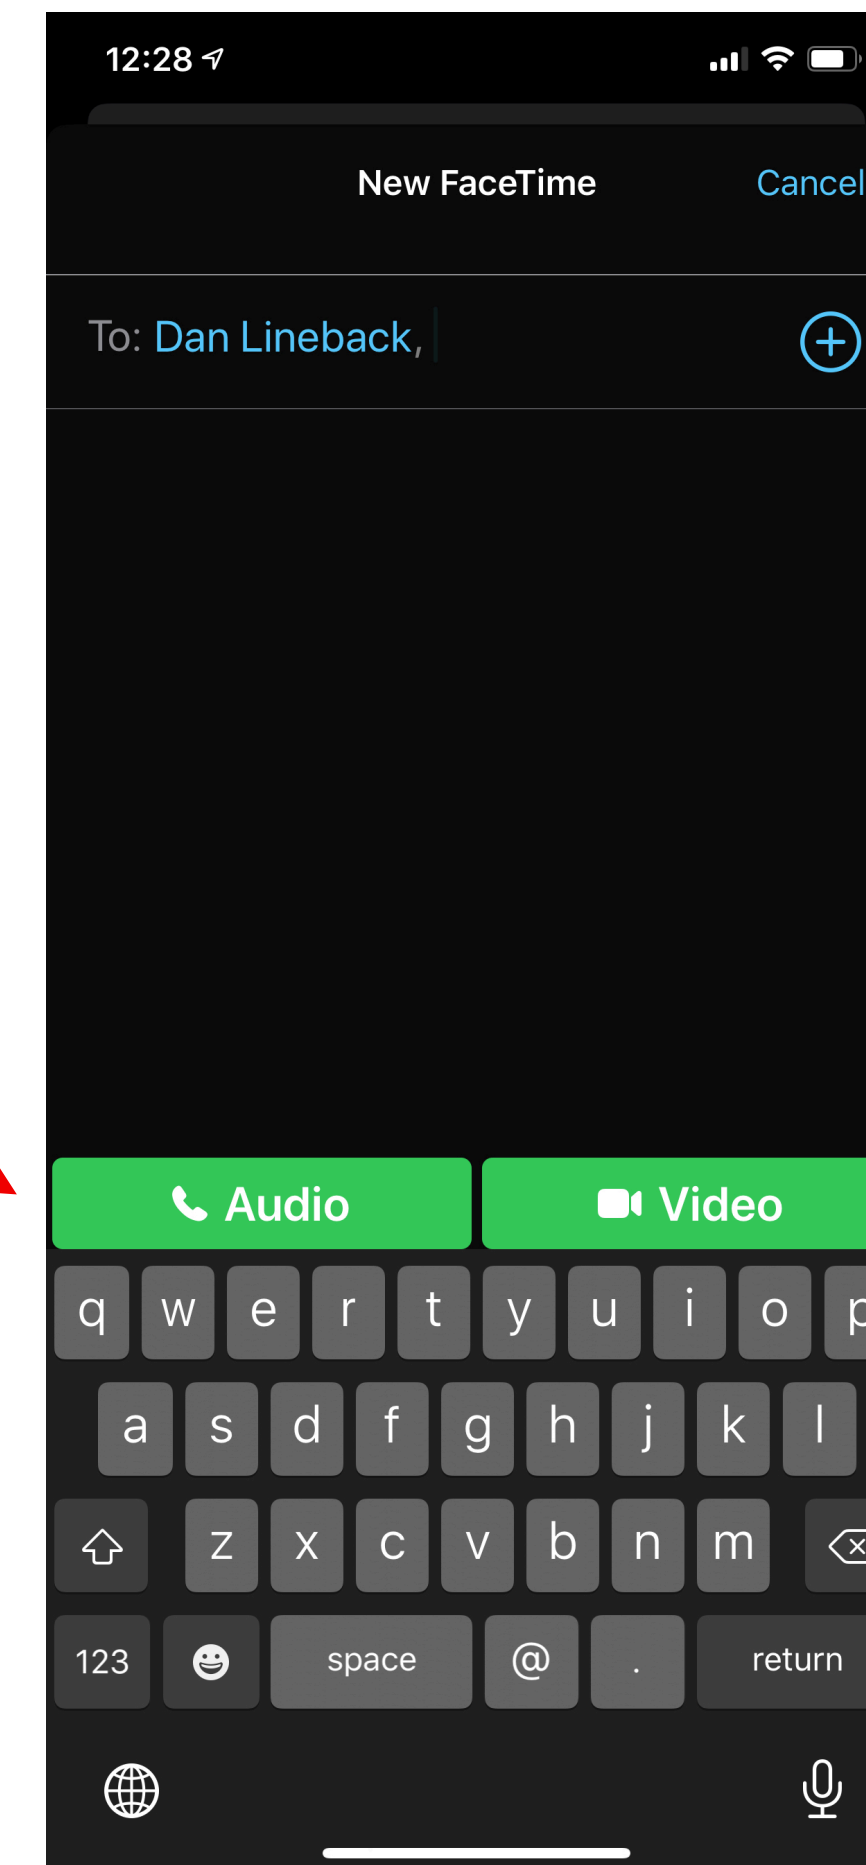 12:28
New FaceTime Cancel
To: Dan Lineback,
Audio Video
q w e r t y u i o p
a s d f g h j k l
z x c v b n m
123 space @ . return